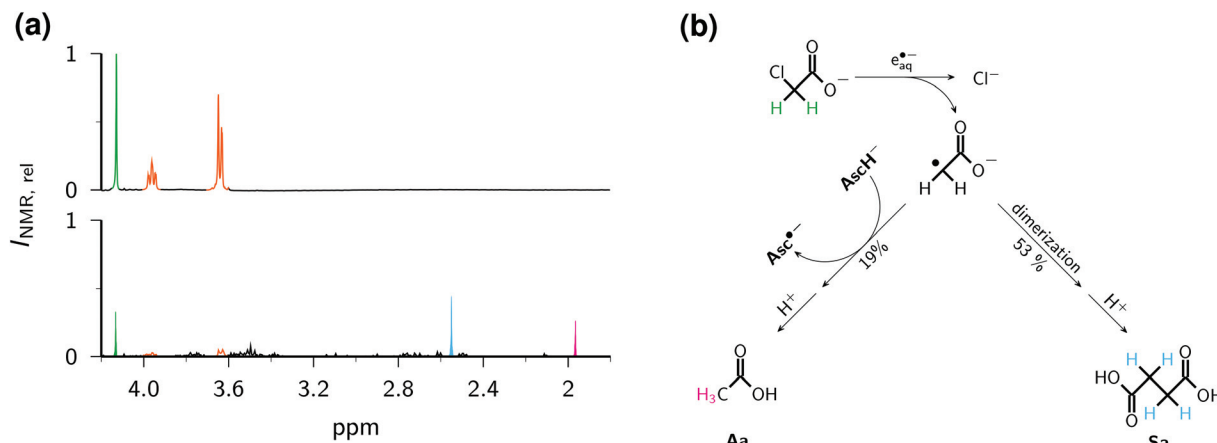 (a)
1
0
1
0
I NMR, rel
4.0 3.6 3.2 2.8 2.4 2
ppm
(b)
O
Cl
O−
H H
e•−aq
Cl−
O
O−
H H
AscH−
Asc•−
19%
dimerization
53 %
H+
H+
O
H3C OH
Aa
H H O
HO
OH
O H H
Sa